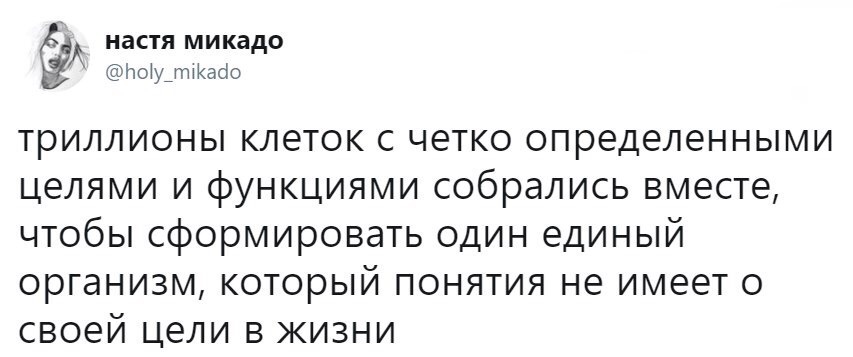 настя микадо
@holy_mikado
триллионы клеток с четко определенными
целями и функциями собрались вместе,
чтобы сформировать один единый
организм, который понятия не имеет о
своей цели в жизни